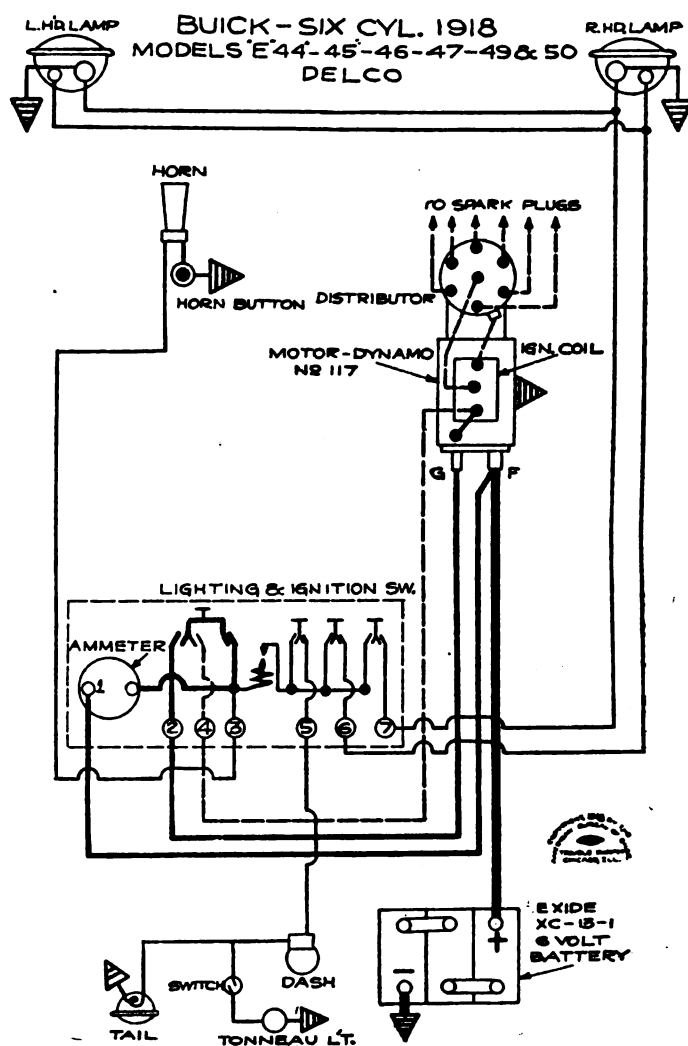 BUICK-SIX CYL. 1918
MODELS "E" 44-45-46-47-49 & 50
DELCO
L. H'D. LAMP
R. HD. LAMP
HORN
HORN BUTTON
TO SPARK PLUGS
DISTRIBUTOR
MOTOR-DYNAMO
No 117
IGN. COIL
G
F
LIGHTING & IGNITION SW.
AMMETER
1
2
4
3
5
6
7
EXIDE
XC-13-1
6 VOLT
BATTERY
+
−
DASH
SWITCH
TAIL
TONNEAU L'T.
CHICAGO ILL.